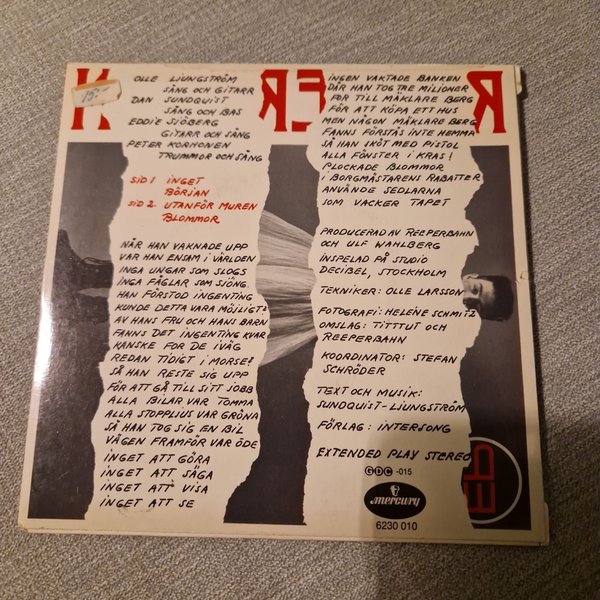 15:-
K
R
E
R
R
OLLE LJUNGSTRÖM
SÅNG OCH GITARR
DAN SUNDQUIST
SÅNG OCH BAS
EDDIE SJÖBERG
GITARR OCH SÅNG
PETER KORHONEN
TRUMMOR OCH SÅNG
SID 1 INGET
BÖRJAN
SID 2 UTANFÖR MUREN
BLOMMOR
NÄR HAN VAKNADE UPP
VAR HAN ENSAM I VÄRLDEN
INGA UNGAR SOM SLOGS
INGA FÅGLAR SOM SJÖNG.
HAN FÖRSTOD INGENTING
KUNDE DETTA VARA MÖJLIGT?
AV HANS FRU OCH HANS BARN
FANNS DET INGENTING KVAR
KANSKE FOR DE IVÄG
REDAN TIDIGT I MORSE?
SÅ HAN RESTE SIG UPP
FÖR ATT GÅ TILL SITT JOBB
ALLA BILAR VAR TOMMA
ALLA STOPPLJUS VAR GRÖNA
SÅ HAN TOG SIG EN BIL
VÄGEN FRAMFÖR VAR ÖDE
INGET ATT GÖRA
INGET ATT SÄGA
INGET ATT VISA
INGET ATT SE
INGEN VAKTADE BANKEN
DÄR HAN TOG TRE MILJONER
FOR TILL MÄKLARE BERG
FÖR ATT KÖPA ETT HUS
MEN NÅGON MÄKLARE BERG
FANNS FÖRSTÅS INTE HEMMA
SÅ HAN SKÖT MED PISTOL
ALLA FÖNSTER I KRAS!
PLOCKADE BLOMMOR
I BORGMÄSTARENS RABATTER
ANVÄNDE SEDLARNA
SOM VACKER TAPET
PRODUCERAD AV REEPERBAHN
OCH ULF WAHLBERG
INSPELAD PÅ STUDIO
DECIBEL, STOCKHOLM
TEKNIKER: OLLE LARSSON
FOTOGRAFI: HELEINE SCHMITZ
OMSLAG: TITTTUT OCH
REEPERBAHN
KOORDINATOR: STEFAN
SCHRÖDER
TEXT OCH MUSIK:
SUNDQUIST-LJUNGSTRÖM
FÖRLAG: INTERSONG
EXTENDED PLAY STEREO
GDC -015
mercury
6230 010
EP